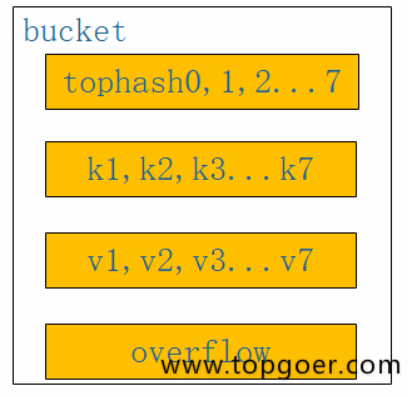 bucket
tophash0,1,2...7
k1,k2,k3...k7
v1,v2,v3...v7
overflow
www.topgoer.com